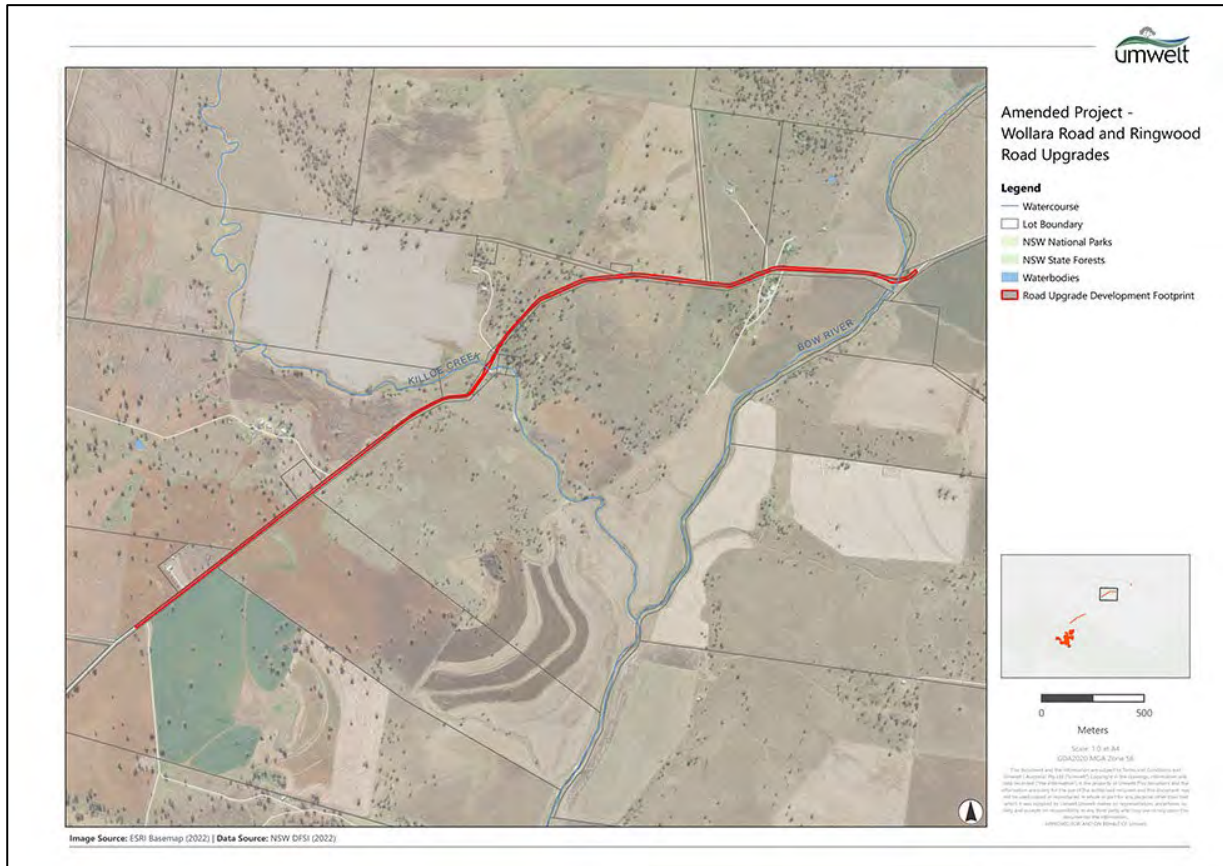 umwelt
Amended Project -
Wollara Road and Ringwood
Road Upgrades
Legend
Watercourse
Lot Boundary
NSW National Parks
NSW State Forests
Waterbodies
Road Upgrade Development Footprint
KILLOE CREEK
BOW RIVER
0 500
Meters
Scale 1:0 at A4
GDA2020 MGA Zone 56
Image Source: ESRI Basemap (2022) | Data Source: NSW DFSI (2022)